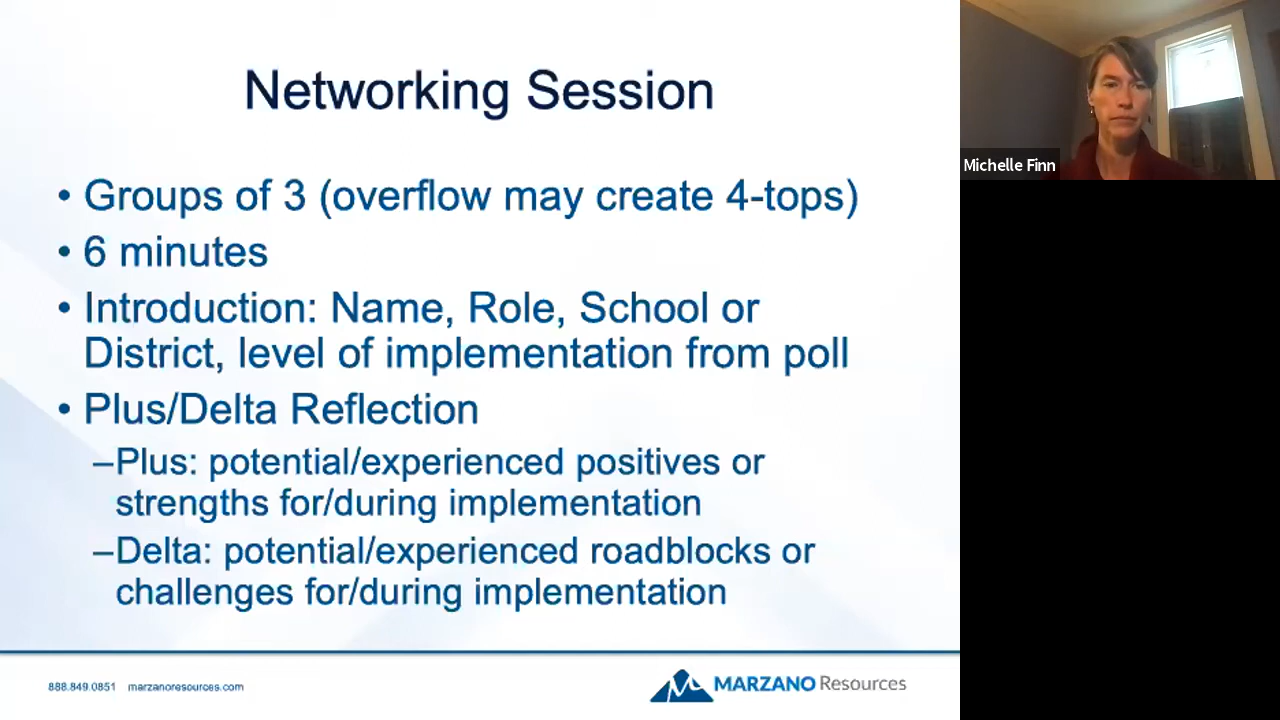 Networking Session
• Groups of 3 (overflow may create 4-tops)
• 6 minutes
• Introduction: Name, Role, School or
District, level of implementation from poll
• Plus/Delta Reflection
–Plus: potential/experienced positives or
strengths for/during implementation
–Delta: potential/experienced roadblocks or
challenges for/during implementation
888.849.0851 marzanoresources.com
MARZANO Resources
Michelle Finn